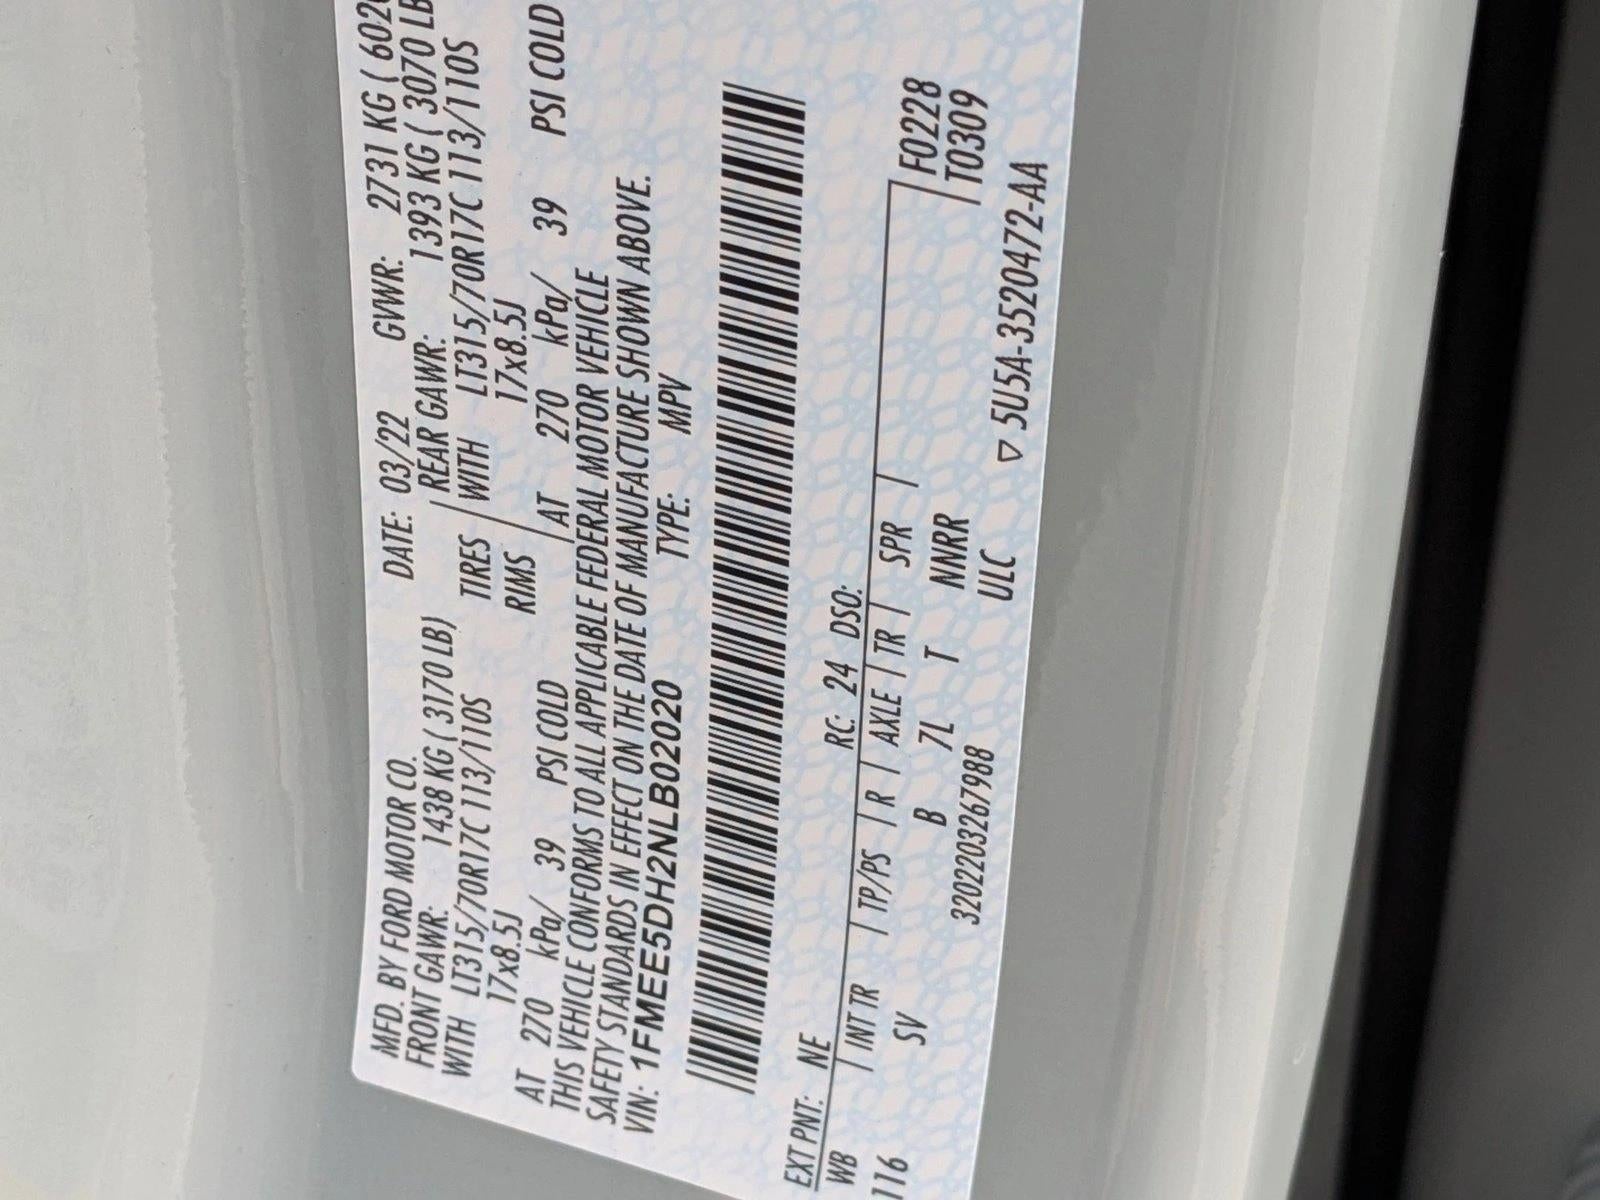 MFD. BY FORD MOTOR CO. DATE: 03/22 GVWR: 2731 KG (
FRONT GAWR: 1438 KG ( 3170 LB) REAR GAWR: 1393 KG ( 3070 LB
WITH LT315/70R17C 113/110S TIRES WITH LT315/70R17C 113/110S
17x8.5J RIMS 17x8.5J
AT 270 kPa/ 39 PSI COLD AT 270 kPa/ 39 PSI COLD
THIS VEHICLE CONFORMS TO ALL APPLICABLE FEDERAL MOTOR VEHICLE
SAFETY STANDARDS IN EFFECT ON THE DATE OF MANUFACTURE SHOWN ABOVE.
VIN: 1FMEE5DH2NLB02020 TYPE: MPV
EXT PNT: NE RC: 24 DSO:
WB INT TR TP/PS R AXLE TR SPR F0228
116 SV B 7L T NNRR T0309
3202203267988 ULC ▽ 5U5A-3520472-AA